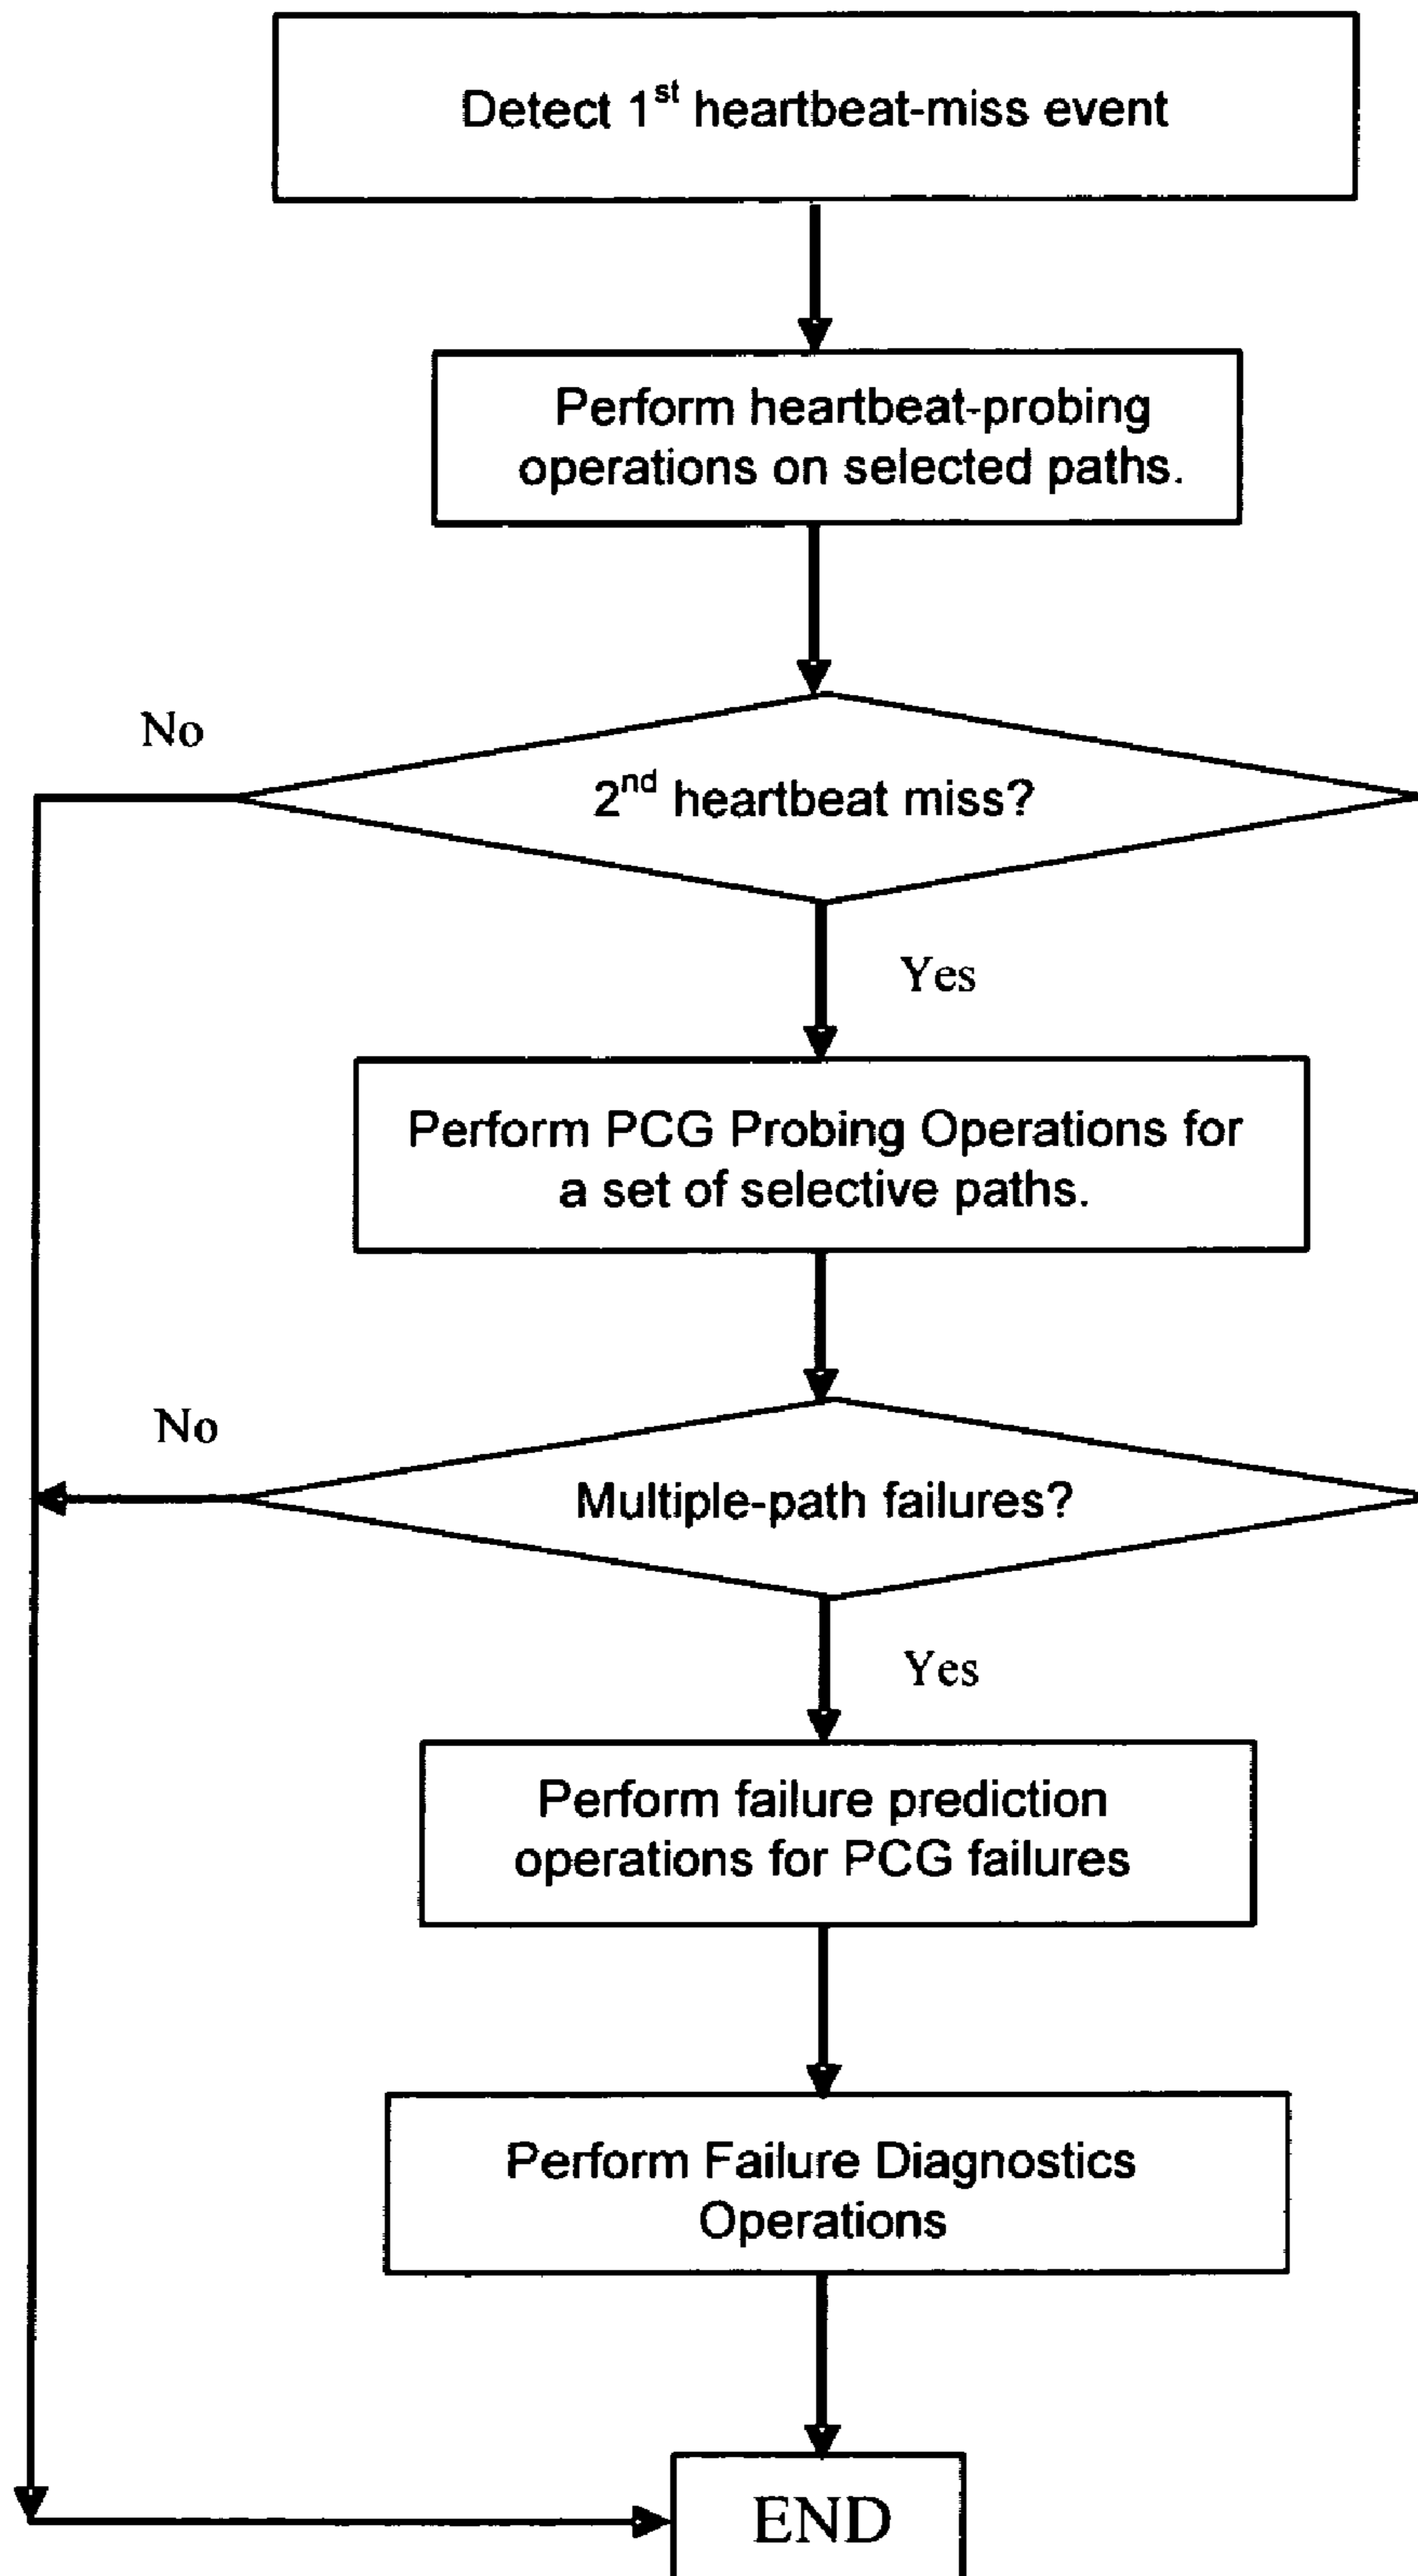 Detect 1st heartbeat-miss event
Perform heartbeat-probing
operations on selected paths.
No
2nd heartbeat miss?
Yes
Perform PCG Probing Operations for
a set of selective paths.
No
Multiple-path failures?
Yes
Perform failure prediction
operations for PCG failures
Perform Failure Diagnostics
Operations
END